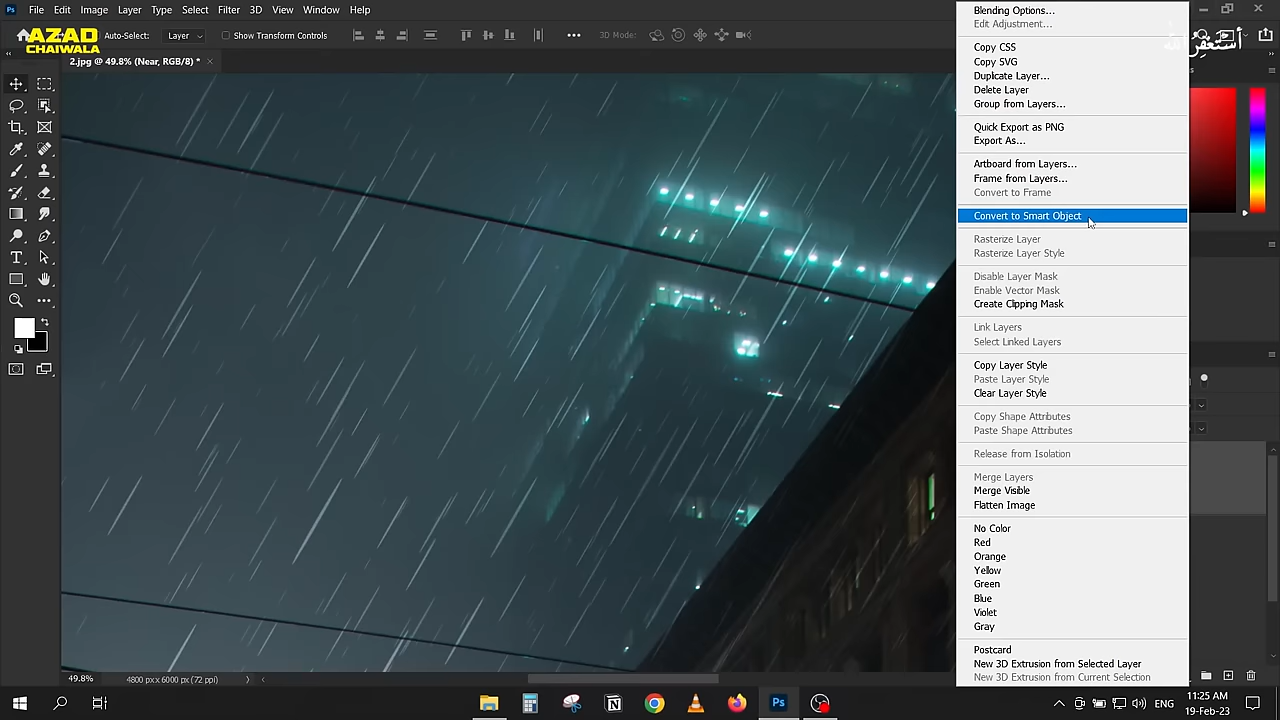 Ps File Edit Image Layer Type Select Filter 3D View Window Help
AZAD
CHAIWALA
Auto-Select: Layer Show Transform Controls 3D Mode:
أستغفر الله
2.jpg @ 49.8% (Near, RGB/8) *
Blending Options...
Edit Adjustment...
Copy CSS
Copy SVG
Duplicate Layer...
Delete Layer
Group from Layers...
Quick Export as PNG
Export As...
Artboard from Layers...
Frame from Layers...
Convert to Frame
Convert to Smart Object
Rasterize Layer
Rasterize Layer Style
Disable Layer Mask
Enable Vector Mask
Create Clipping Mask
Link Layers
Select Linked Layers
Copy Layer Style
Paste Layer Style
Clear Layer Style
Copy Shape Attributes
Paste Shape Attributes
Release from Isolation
Merge Layers
Merge Visible
Flatten Image
No Color
Red
Orange
Yellow
Green
Blue
Violet
Gray
Postcard
New 3D Extrusion from Selected Layer
New 3D Extrusion from Current Selection
49.8% 4800 px x 6000 px (72 ppi)
Ps
ENG
11:25 AM
19-Feb-23